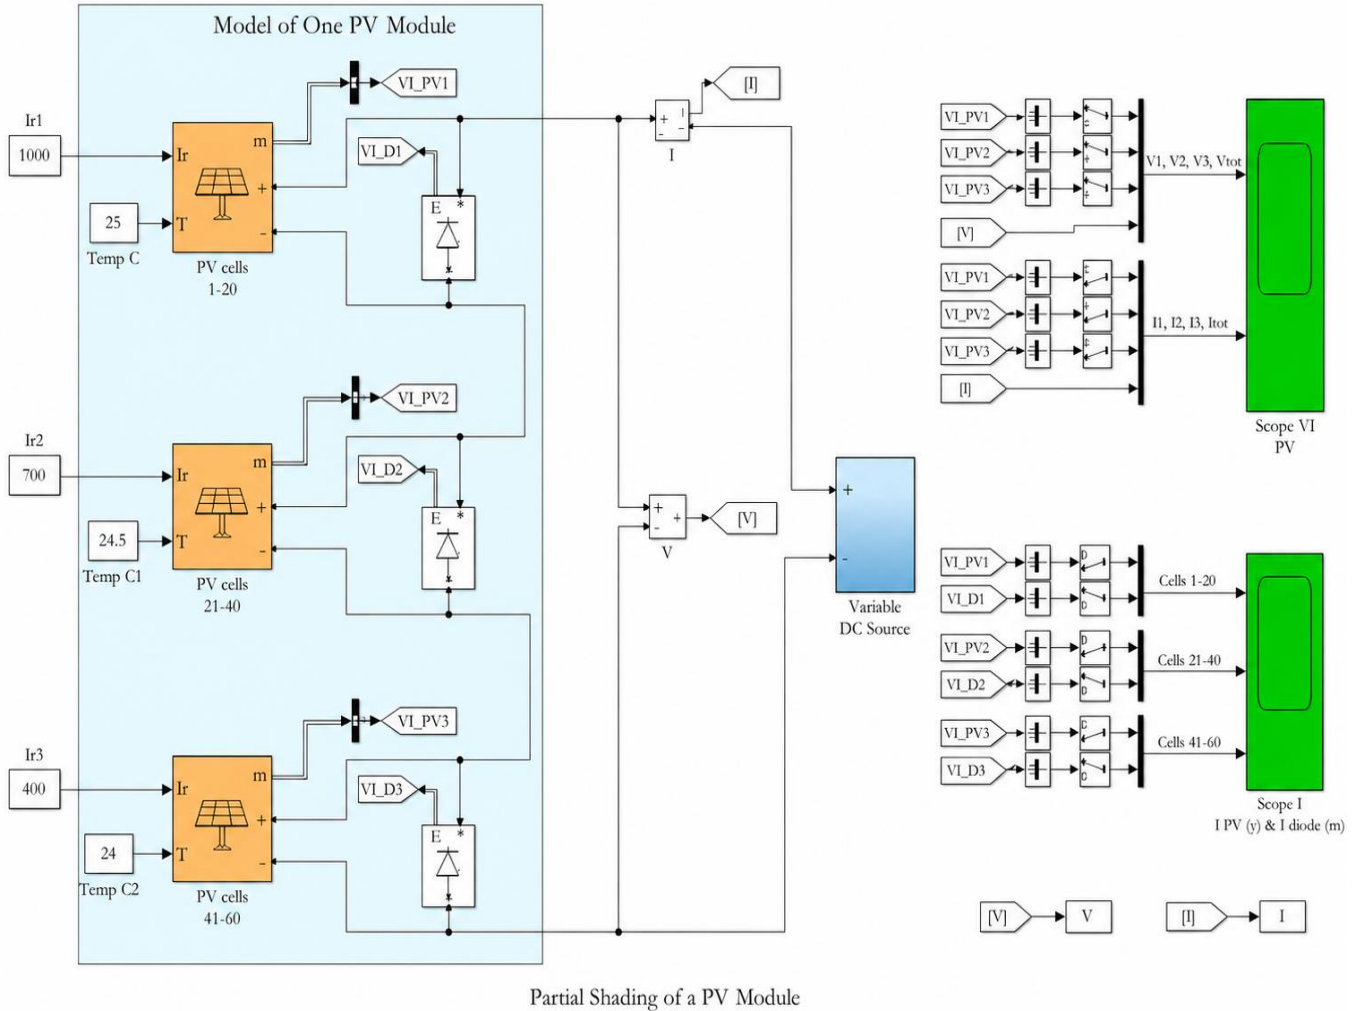 Model of One PV Module
VI_PV1
Ir1
1000
Ir
m
+
-
T
25
Temp C
PV cells
1-20
VI_D1
E *
VI_PV2
Ir2
700
Ir
m
+
-
T
24.5
Temp C1
PV cells
21-40
VI_D2
E *
VI_PV3
Ir3
400
Ir
m
+
-
T
24
Temp C2
PV cells
41-60
VI_D3
E *
[I]
+
-
I
+
-
+
V
[V]
+
-
Variable
DC Source
VI_PV1
VI_PV2
VI_PV3
[V]
V1, V2, V3, Vtot
VI_PV1
VI_PV2
VI_PV3
[I]
I1, I2, I3, Itot
Scope VI
PV
VI_PV1
VI_D1
Cells 1-20
VI_PV2
VI_D2
Cells 21-40
VI_PV3
VI_D3
Cells 41-60
Scope I
I PV (y) & I diode (m)
[V]
V
[I]
I
Partial Shading of a PV Module